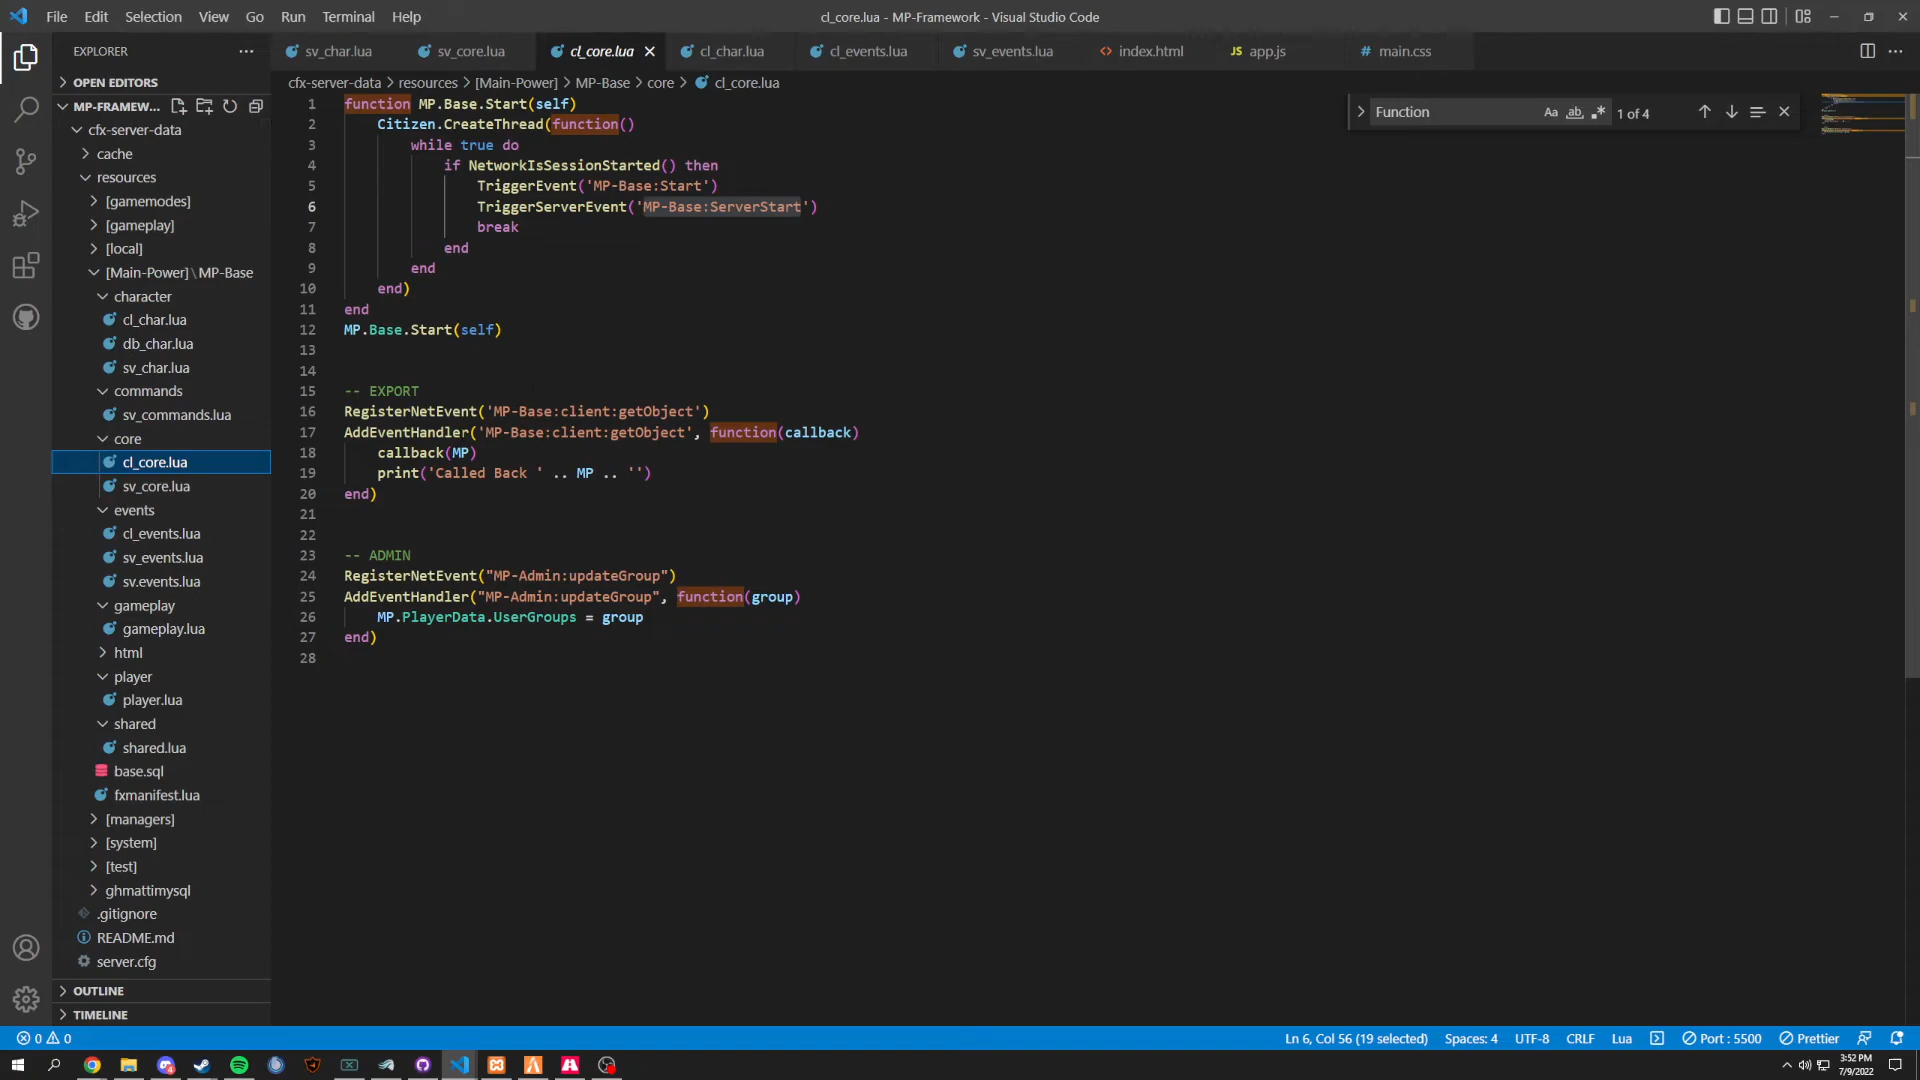 File Edit Selection View Go Run Terminal Help
cl_core.lua - MP-Framework - Visual Studio Code
EXPLORER
sv_char.lua
sv_core.lua
cl_core.lua
cl_char.lua
cl_events.lua
sv_events.lua
<> index.html
JS app.js
# main.css
OPEN EDITORS
MP-FRAMEW...
cfx-server-data
cache
resources
[gamemodes]
[gameplay]
[local]
[Main-Power] \ MP-Base
character
cl_char.lua
db_char.lua
sv_char.lua
commands
sv_commands.lua
core
cl_core.lua
sv_core.lua
events
cl_events.lua
sv_events.lua
sv.events.lua
gameplay
gameplay.lua
html
player
player.lua
shared
shared.lua
base.sql
fxmanifest.lua
[managers]
[system]
[test]
ghmattimysql
.gitignore
README.md
server.cfg
OUTLINE
TIMELINE
cfx-server-data > resources > [Main-Power] > MP-Base > core > cl_core.lua
Function Aa ab .* 1 of 4
1 function MP.Base.Start(self)
2 Citizen.CreateThread(function()
3 while true do
4 if NetworkIsSessionStarted() then
5 TriggerEvent('MP-Base:Start')
6 TriggerServerEvent('MP-Base:ServerStart')
7 break
8 end
9 end
10 end)
11 end
12 MP.Base.Start(self)
13
14
15 -- EXPORT
16 RegisterNetEvent('MP-Base:client:getObject')
17 AddEventHandler('MP-Base:client:getObject', function(callback)
18 callback(MP)
19 print('Called Back ' .. MP .. '')
20 end)
21
22
23 -- ADMIN
24 RegisterNetEvent("MP-Admin:updateGroup")
25 AddEventHandler("MP-Admin:updateGroup", function(group)
26 MP.PlayerData.UserGroups = group
27 end)
28
0 0
Ln 6, Col 56 (19 selected) Spaces: 4 UTF-8 CRLF Lua Port : 5500 Prettier
3:52 PM
7/9/2022